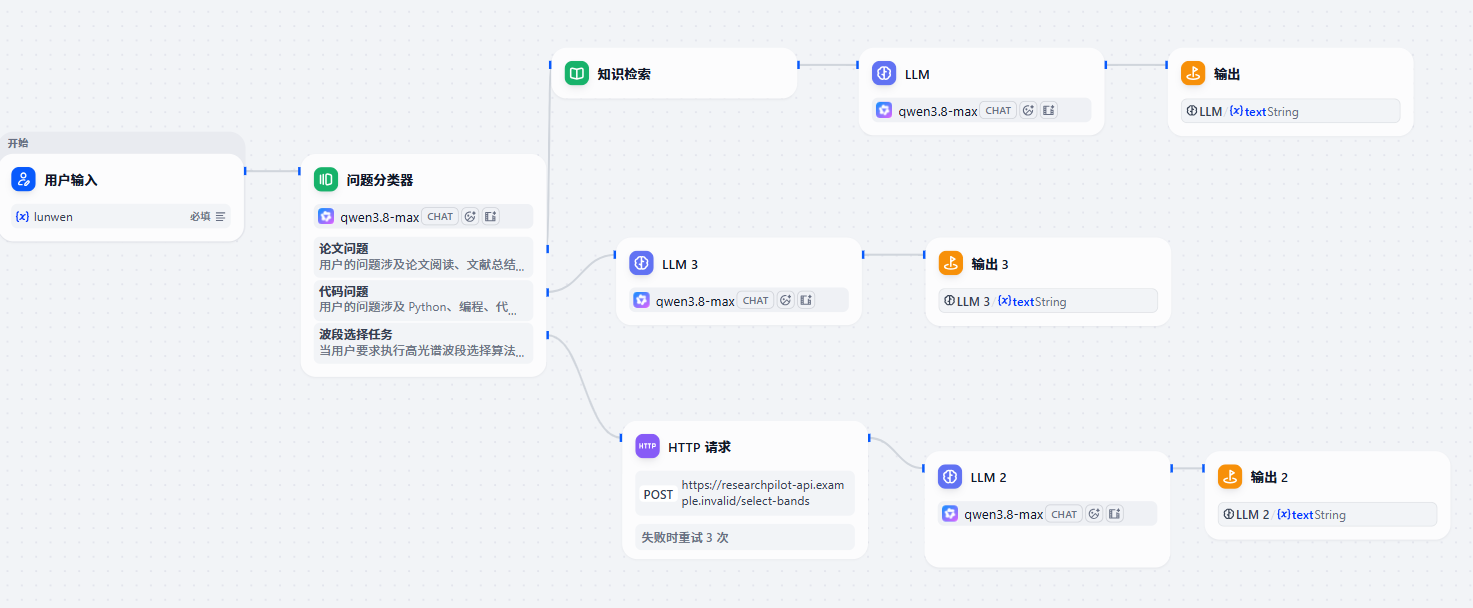 开始
用户输入
{x} lunwen 必填
问题分类器
qwen3.8-max CHAT
论文问题
用户的问题涉及论文阅读、文献总结...
代码问题
用户的问题涉及 Python、编程、代...
波段选择任务
当用户要求执行高光谱波段选择算法...
知识检索
LLM
qwen3.8-max CHAT
输出
LLM / {x} text String
LLM 3
qwen3.8-max CHAT
输出 3
LLM 3 / {x} text String
HTTP HTTP 请求
POST https://researchpilot-api.exam
ple.invalid/select-bands
失败时重试 3 次
LLM 2
qwen3.8-max CHAT
输出 2
LLM 2 / {x} text String